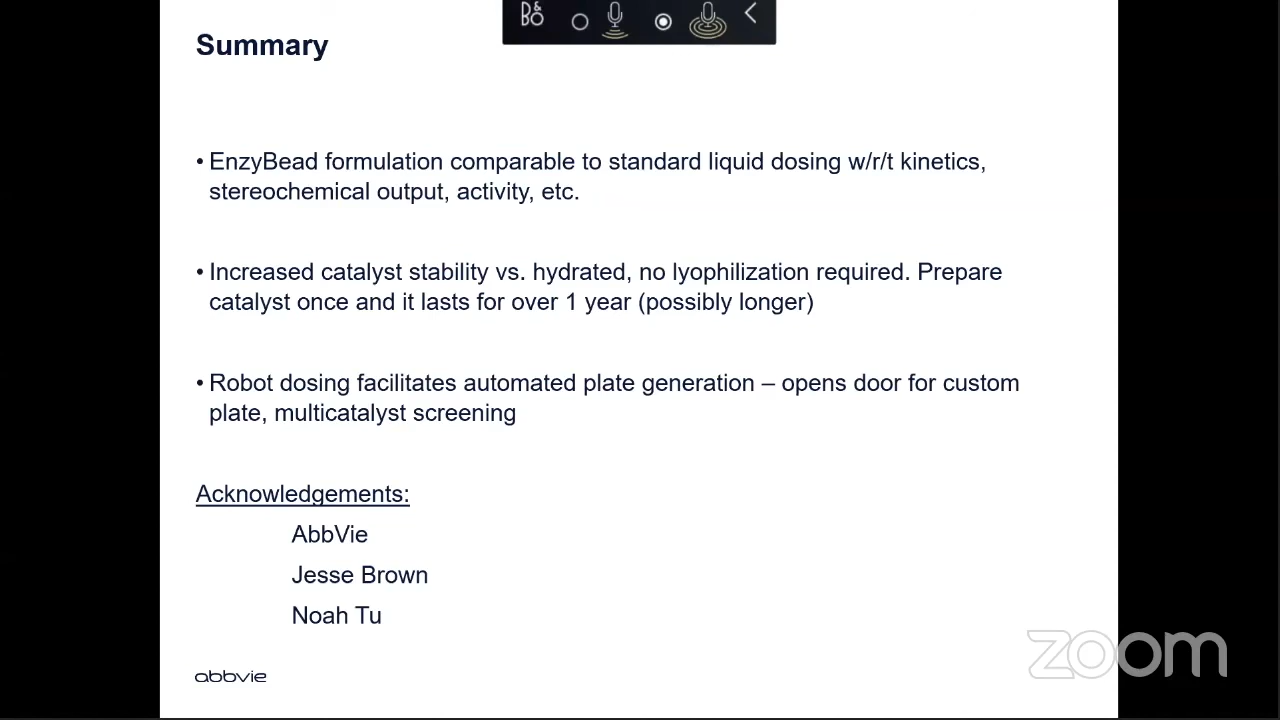 B&O
Summary
• EnzyBead formulation comparable to standard liquid dosing w/r/t kinetics,
stereochemical output, activity, etc.
• Increased catalyst stability vs. hydrated, no lyophilization required. Prepare
catalyst once and it lasts for over 1 year (possibly longer)
• Robot dosing facilitates automated plate generation – opens door for custom
plate, multicatalyst screening
Acknowledgements:
AbbVie
Jesse Brown
Noah Tu
abbvie
zoom